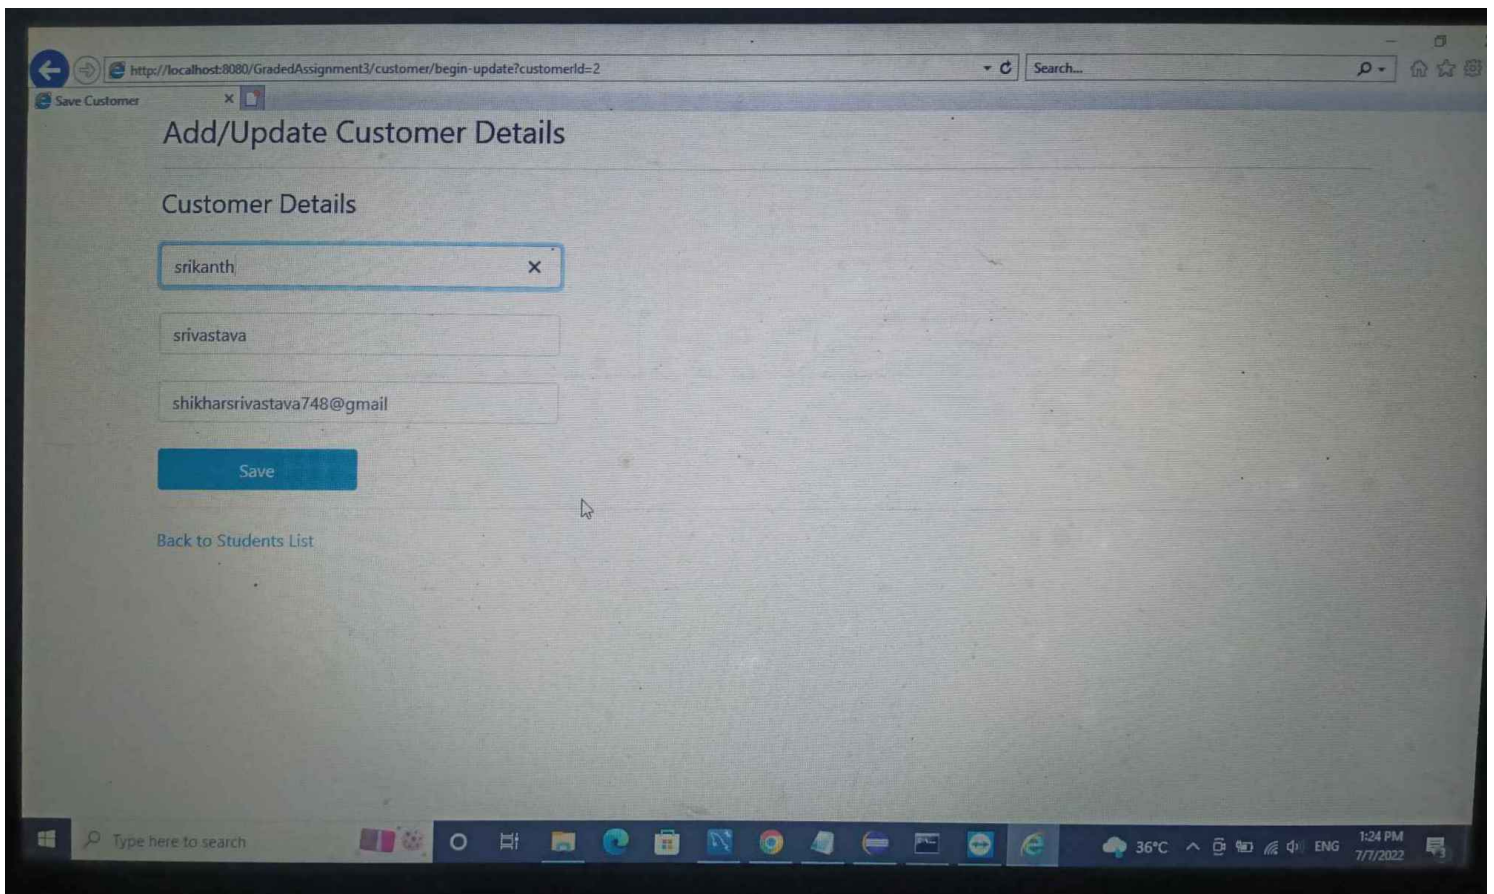 http://localhost:8080/GradedAssignment3/customer/begin-update?customerId=2
Search...
Save Customer
Add/Update Customer Details
Customer Details
srikanth
srivastava
shikharsrivastava748@gmail
Save
Back to Students List
Type here to search
36°C
ENG
1:24 PM
7/7/2022